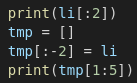 print(li[:2])
tmp = []
tmp[:-2] = li
print(tmp[1:5])